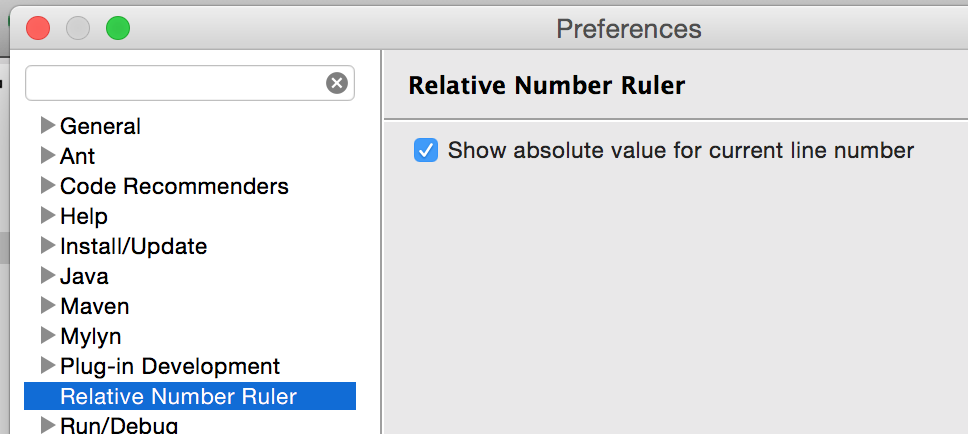 Preferences
General
Ant
Code Recommenders
Help
Install/Update
Java
Maven
Mylyn
Plug-in Development
Relative Number Ruler
Run/Debug
Relative Number Ruler
Show absolute value for current line number